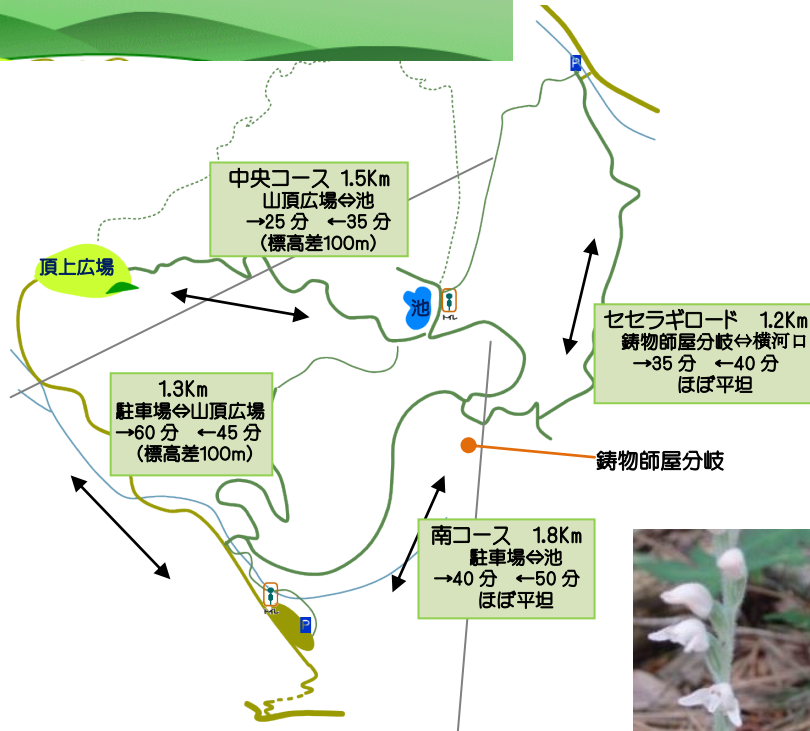 P
中央コース 1.5Km
山頂広場⇔池
→25 分 ←35 分
(標高差100m)
頂上広場
池
トイレ
セセラギロード 1.2Km
鋳物師屋分岐⇔横河口
→35 分 ←40 分
ほぼ平坦
1.3Km
駐車場⇔山頂広場
→60 分 ←45 分
(標高差100m)
鋳物師屋分岐
南コース 1.8Km
駐車場⇔池
→40 分 ←50 分
ほぼ平坦
トイレ
P